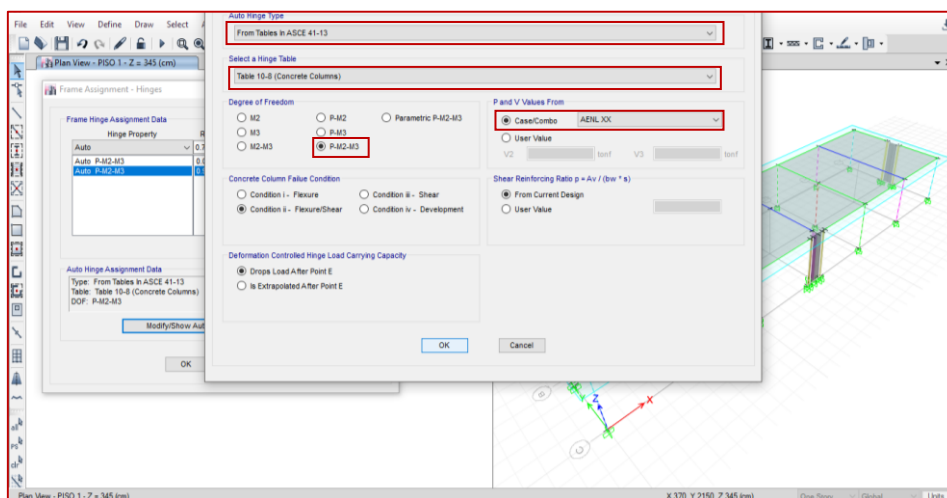 File Edit View Define Draw Select
Auto Hinge Type
From Tables In ASCE 41-13
Plan View - PISO 1 - Z = 345 (cm)
Select a Hinge Table
Table 10-8 (Concrete Columns)
Frame Assignment - Hinges
Frame Hinge Assignment Data
Hinge Property
Auto
Auto P-M2-M3
Auto P-M2-M3
Degree of Freedom
M2 P-M2 Parametric P-M2-M3
M3 P-M3
M2-M3 P-M2-M3
P and V Values From
Case/Combo AENL XX
User Value
V2 tonf V3 tonf
Concrete Column Failue Condition
Condition i - Flexure Condition iii - Shear
Condition ii - Flexure/Shear Condition iv - Development
Shear Reinforcing Ratio p = Av / (bw * s)
From Current Design
User Value
Deformation Controlled Hinge Load Carrying Capacity
Drops Load After Point E
Is Extrapolated After Point E
Auto Hinge Assignment Data
Type: From Tables In ASCE 41-13
Table: Table 10-8 (Concrete Columns)
DOF: P-M2-M3
Modify/Show Aut
OK
OK Cancel
Z
X
B
C
Plan View - PISO 1 - Z = 345 (cm) X 370, Y 2150, Z 345 (cm) One Story Global Units